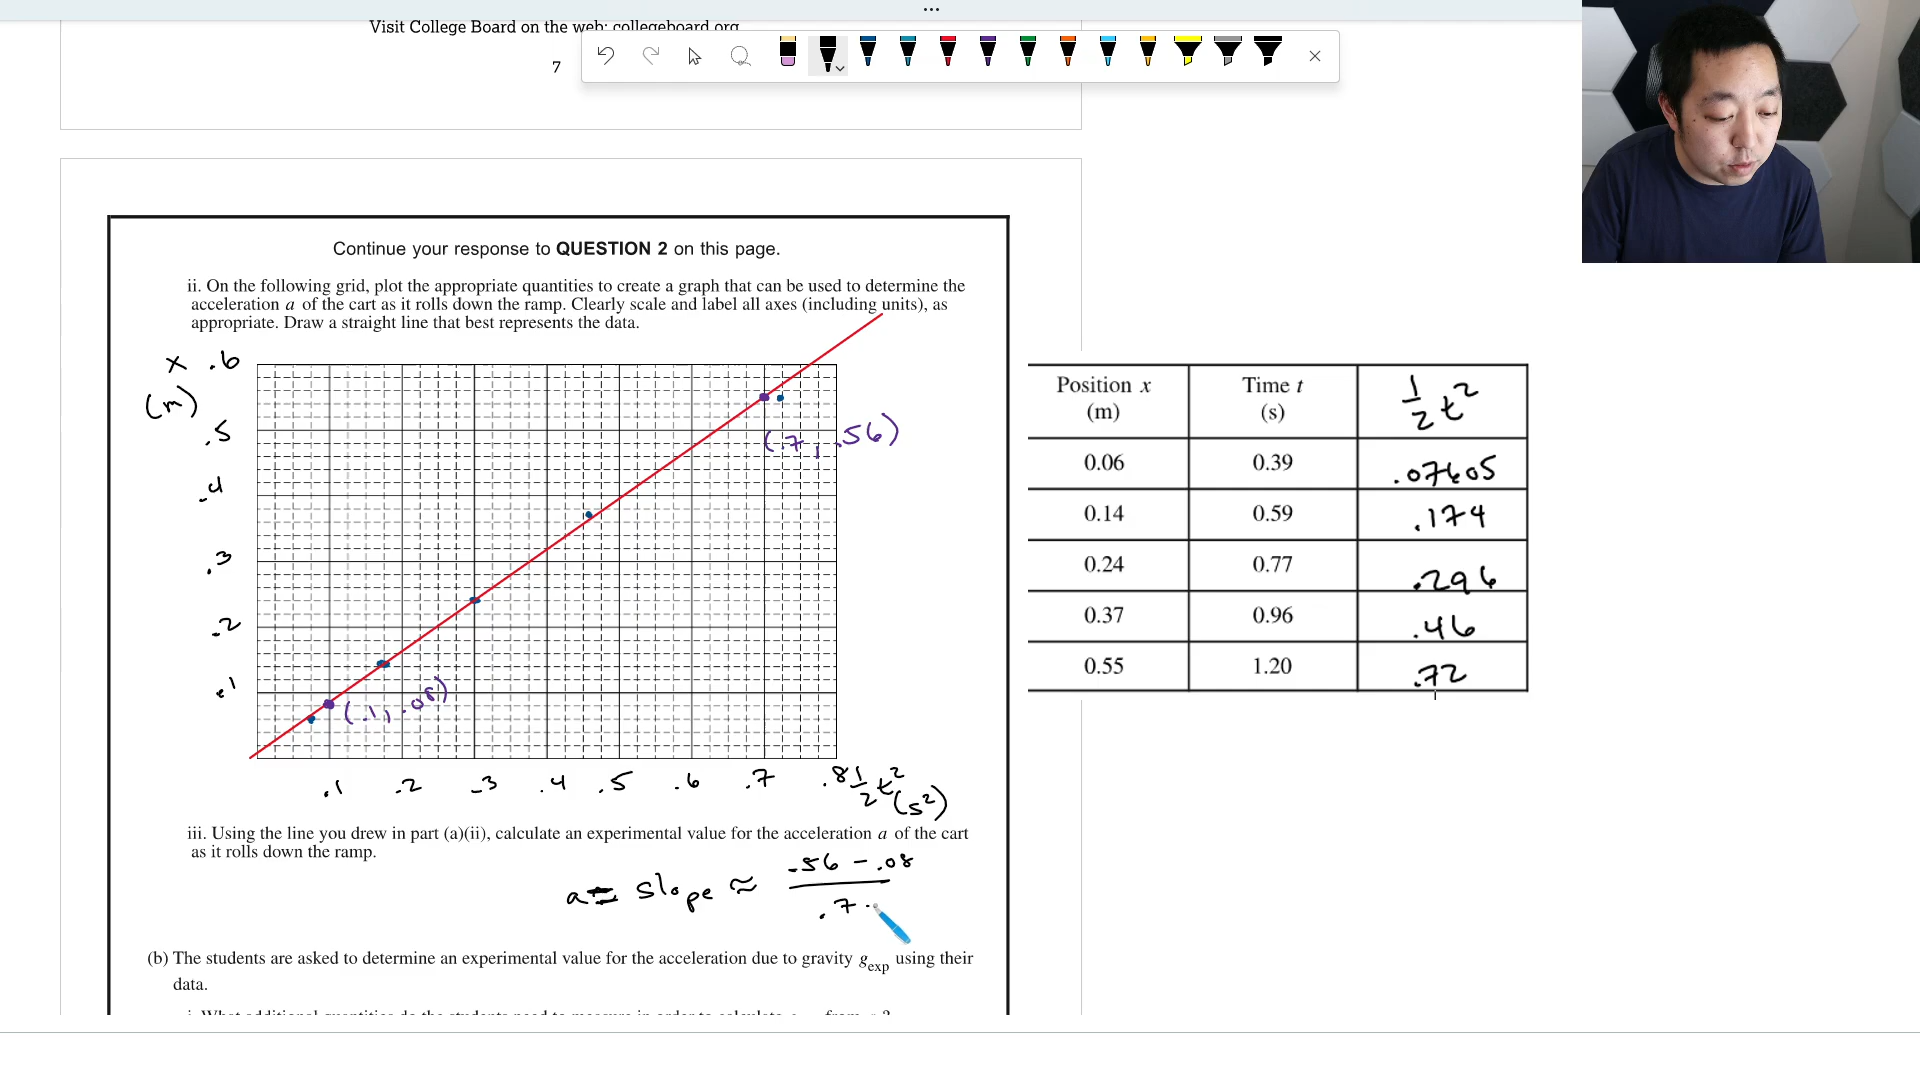 Visit College Board on the web: collegeboard.org
7
Continue your response to QUESTION 2 on this page.
ii. On the following grid, plot the appropriate quantities to create a graph that can be used to determine the
acceleration a of the cart as it rolls down the ramp. Clearly scale and label all axes (including units), as
appropriate. Draw a straight line that best represents the data.
x .6
(m)
.5
.4
.3
.2
.1
(.7, .56)
(.1, .08)
.1 .2 .3 .4 .5 .6 .7 .8 1/2 t² (s²)
Position x (m) Time t (s) 1/2 t²
0.06 0.39 .07605
0.14 0.59 .174
0.24 0.77 .296
0.37 0.96 .46
0.55 1.20 .72
iii. Using the line you drew in part (a)(ii), calculate an experimental value for the acceleration a of the cart
as it rolls down the ramp.
.56 - .08
a = slope ≈
.7
(b) The students are asked to determine an experimental value for the acceleration due to gravity g_exp using their
data.